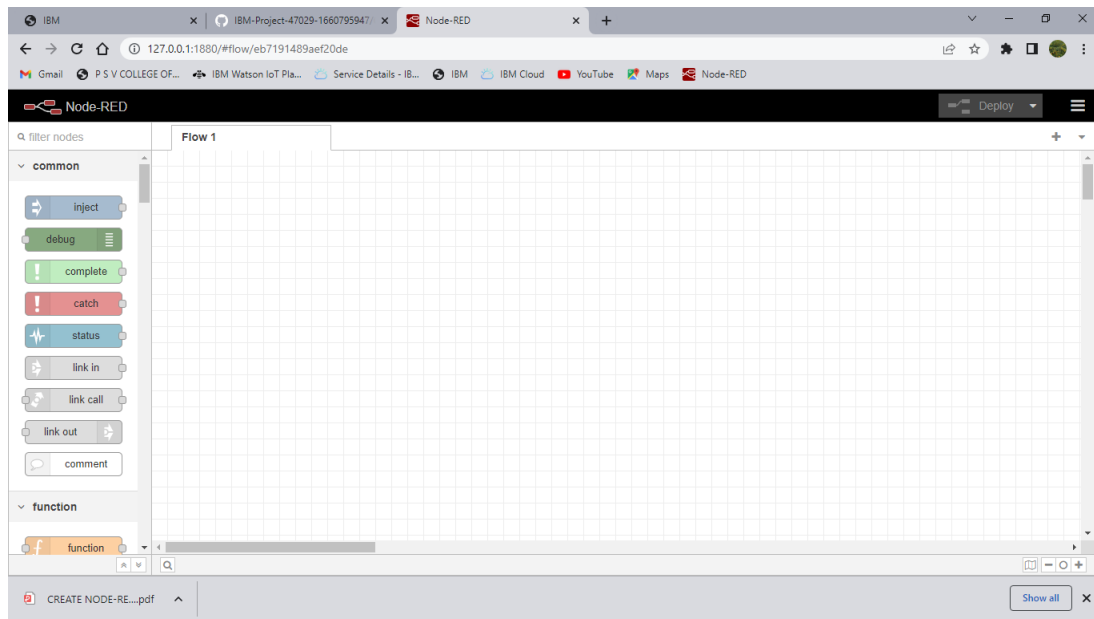 IBM
IBM-Project-47029-1660795947/
Node-RED
127.0.0.1:1880/#flow/eb7191489aef20de
Gmail
P S V COLLEGE OF...
IBM Watson IoT Pla...
Service Details - IB...
IBM
IBM Cloud
YouTube
Maps
Node-RED
Node-RED
Deploy
filter nodes
Flow 1
common
inject
debug
complete
catch
status
link in
link call
link out
comment
function
function
CREATE NODE-RE....pdf
Show all